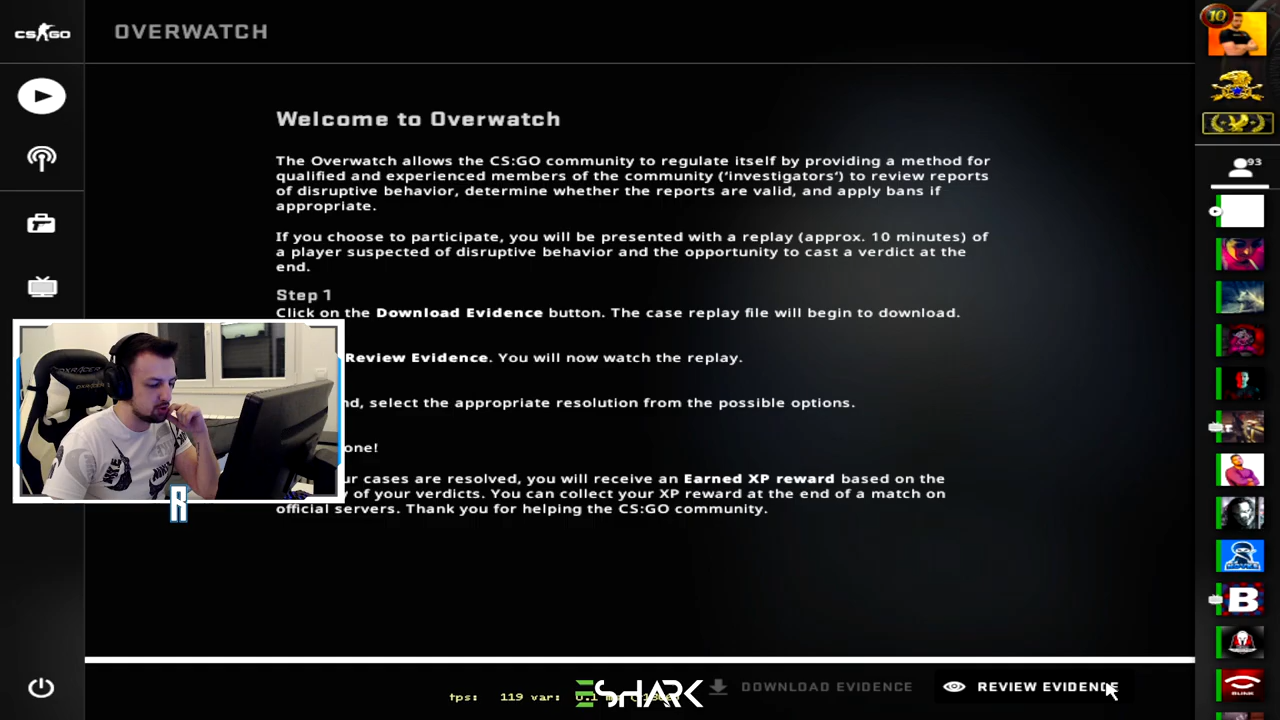 CS:GO
OVERWATCH
10
Welcome to Overwatch
The Overwatch allows the CS:GO community to regulate itself by providing a method for
qualified and experienced members of the community ('investigators') to review reports
of disruptive behavior, determine whether the reports are valid, and apply bans if
appropriate.
If you choose to participate, you will be presented with a replay (approx. 10 minutes) of
a player suspected of disruptive behavior and the opportunity to cast a verdict at the
end.
Step 1
Click on the Download Evidence button. The case replay file will begin to download.
Review Evidence. You will now watch the replay.
nd, select the appropriate resolution from the possible options.
one!
ur cases are resolved, you will receive an Earned XP reward based on the
y of your verdicts. You can collect your XP reward at the end of a match on
official servers. Thank you for helping the CS:GO community.
93
DXRACER
R
B
tps: 119 var:
ESHARK
DOWNLOAD EVIDENCE
REVIEW EVIDENCE